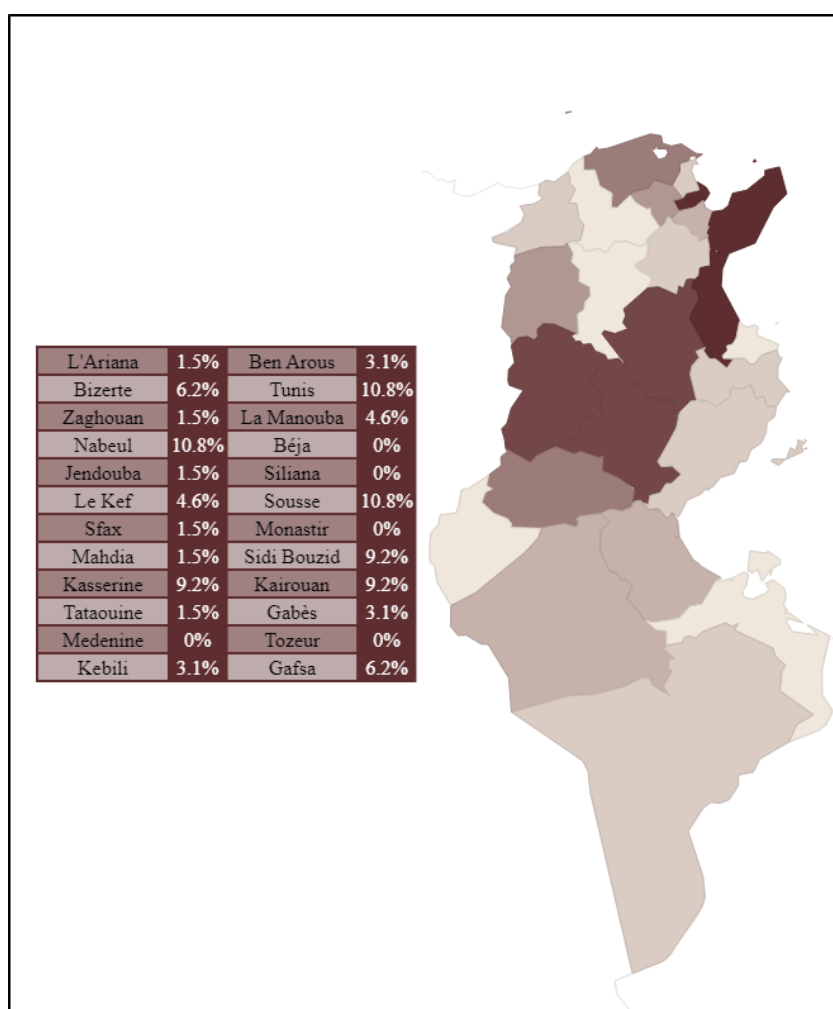 L'Ariana 1.5% Ben Arous 3.1%
Bizerte 6.2% Tunis 10.8%
Zaghouan 1.5% La Manouba 4.6%
Nabeul 10.8% Béja 0%
Jendouba 1.5% Siliana 0%
Le Kef 4.6% Sousse 10.8%
Sfax 1.5% Monastir 0%
Mahdia 1.5% Sidi Bouzid 9.2%
Kasserine 9.2% Kairouan 9.2%
Tataouine 1.5% Gabès 3.1%
Medenine 0% Tozeur 0%
Kebili 3.1% Gafsa 6.2%